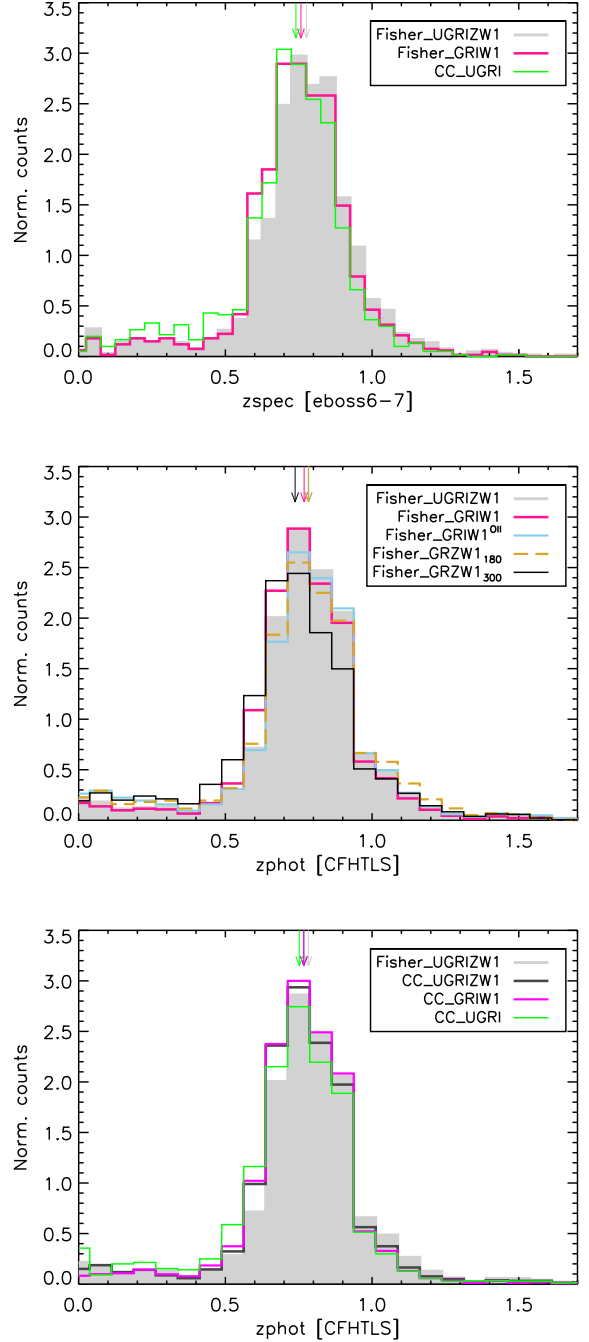 Norm. counts
3.5
3.0
2.5
2.0
1.5
1.0
0.5
0.0
Fisher_UGRIZW1
Fisher_GRIW1
CC_UGRI
0.0 0.5 1.0 1.5
zspec [eboss6-7]
Norm. counts
3.5
3.0
2.5
2.0
1.5
1.0
0.5
0.0
Fisher_UGRIZW1
Fisher_GRIW1
Fisher_GRIW1^OII
Fisher_GRZW1_180
Fisher_GRZW1_300
0.0 0.5 1.0 1.5
zphot [CFHTLS]
Norm. counts
3.5
3.0
2.5
2.0
1.5
1.0
0.5
0.0
Fisher_UGRIZW1
CC_UGRIZW1
CC_GRIW1
CC_UGRI
0.0 0.5 1.0 1.5
zphot [CFHTLS]